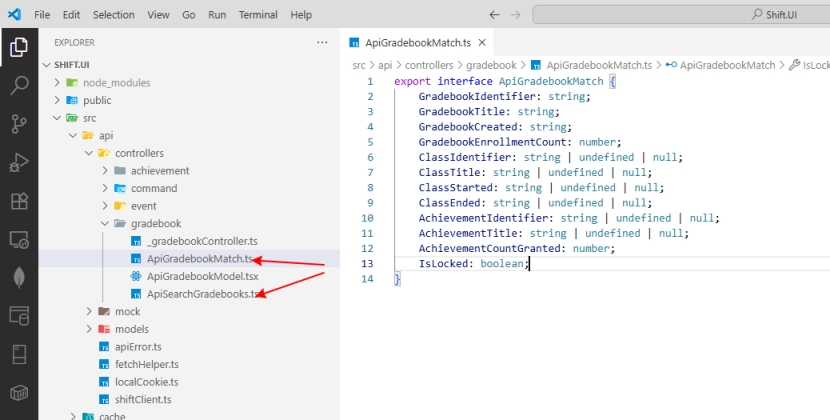 File Edit Selection View Go Run Terminal Help
Shift.UI
EXPLORER
SHIFT.UI
node_modules
public
src
api
controllers
achievement
command
event
gradebook
_gradebookController.ts
ApiGradebookMatch.ts
ApiGradebookModel.tsx
ApiSearchGradebooks.ts
mock
models
apiError.ts
fetchHelper.ts
localCookie.ts
shiftClient.ts
cache
TS ApiGradebookMatch.ts
src > api > controllers > gradebook > TS ApiGradebookMatch.ts > ApiGradebookMatch > IsLock
1 export interface ApiGradebookMatch {
2 GradebookIdentifier: string;
3 GradebookTitle: string;
4 GradebookCreated: string;
5 GradebookEnrollmentCount: number;
6 ClassIdentifier: string | undefined | null;
7 ClassTitle: string | undefined | null;
8 ClassStarted: string | undefined | null;
9 ClassEnded: string | undefined | null;
10 AchievementIdentifier: string | undefined | null;
11 AchievementTitle: string | undefined | null;
12 AchievementCountGranted: number;
13 IsLocked: boolean;
14 }